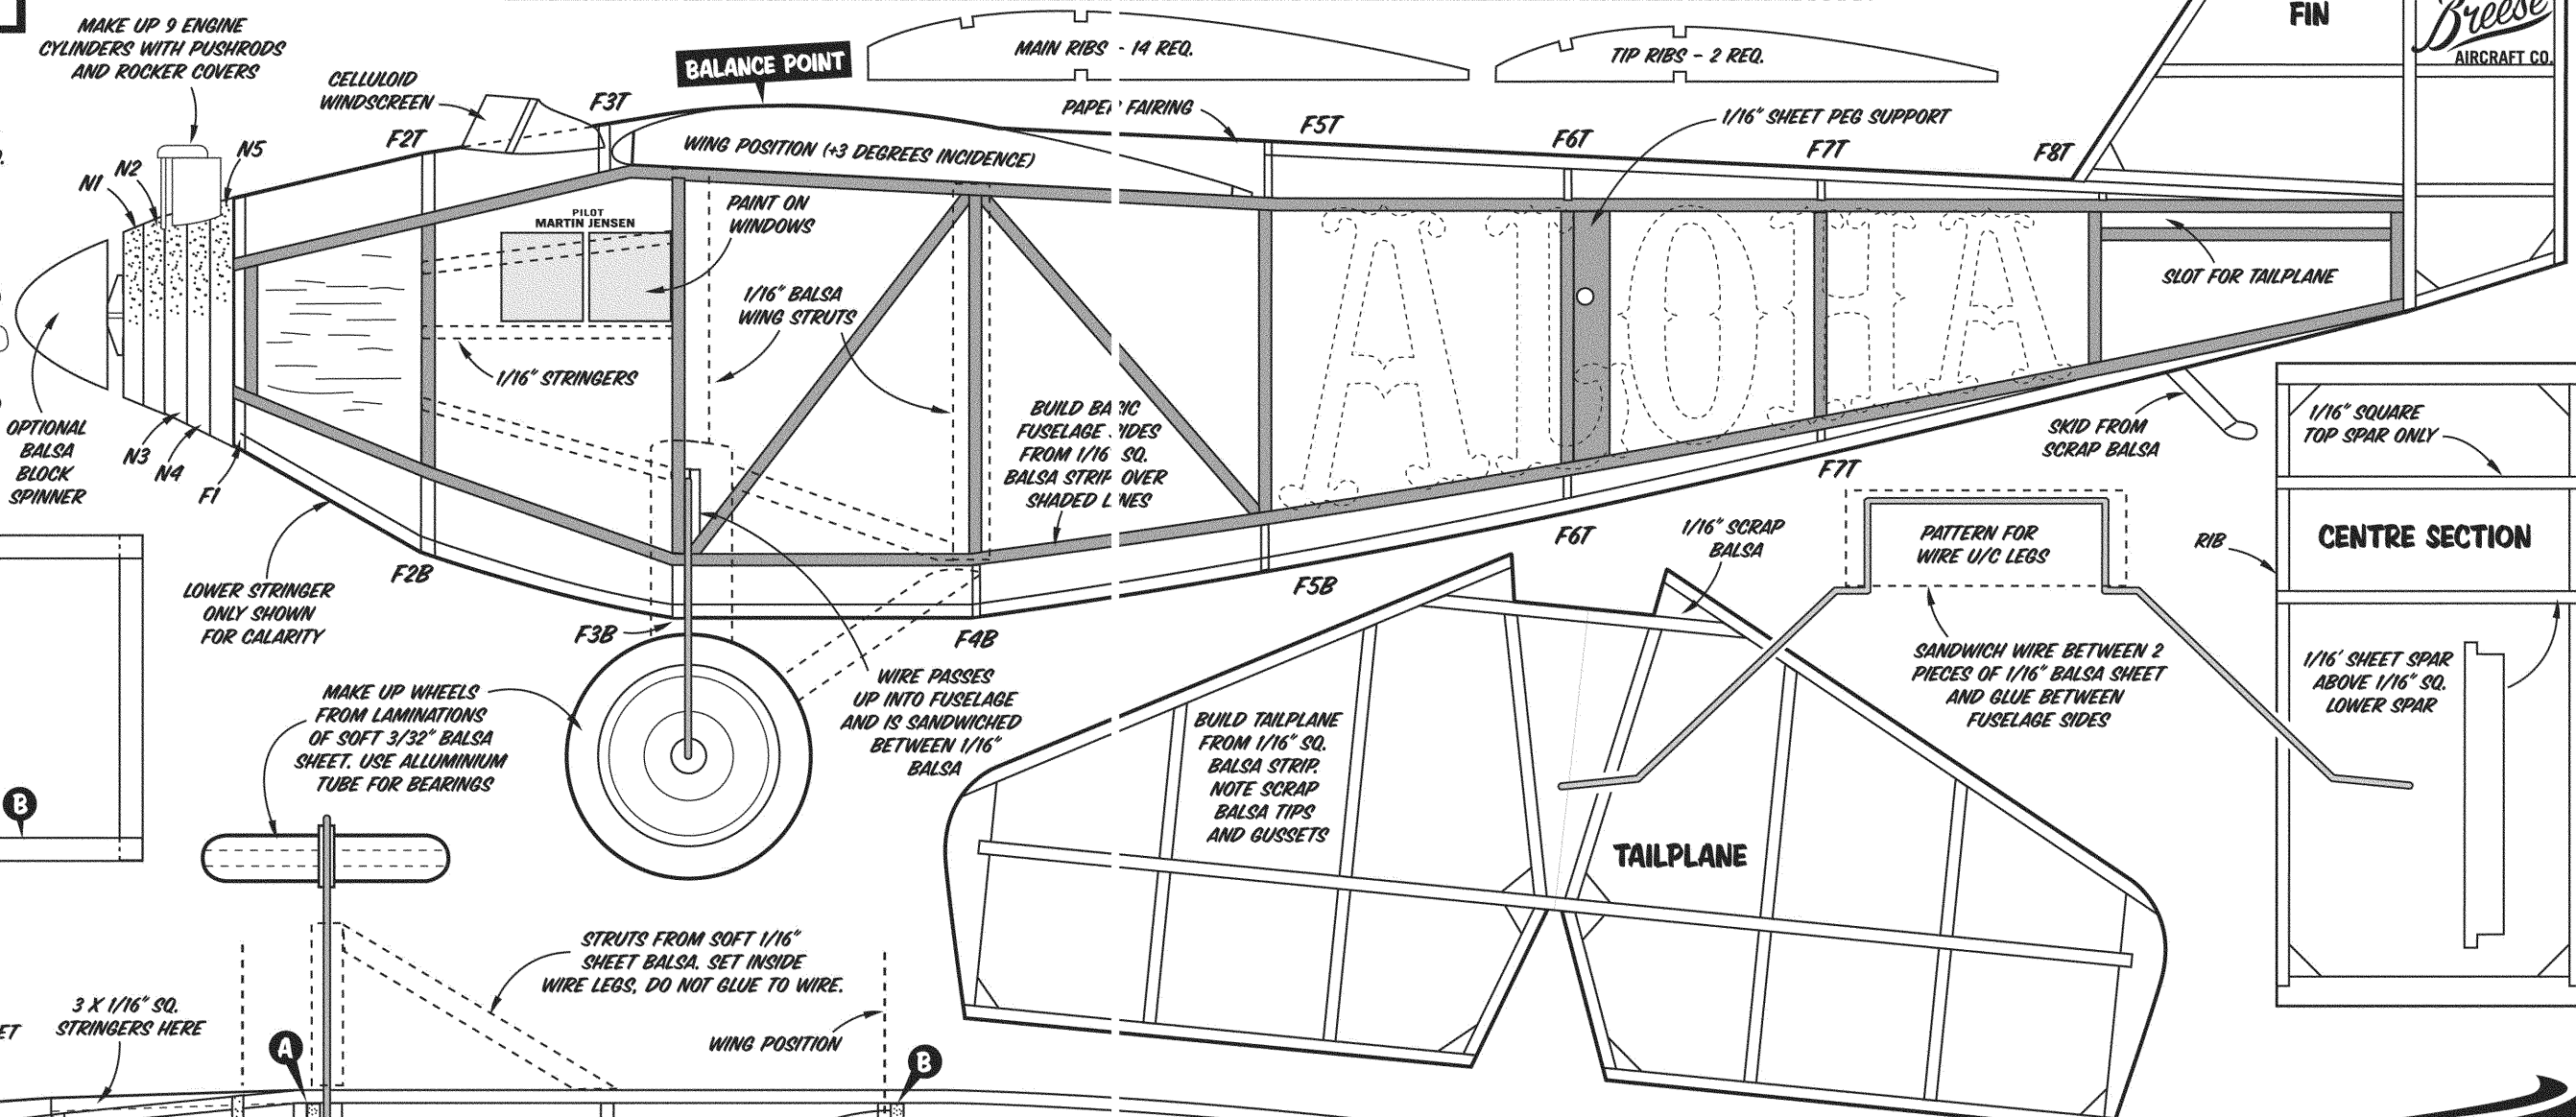 MAKE UP 9 ENGINE
CYLINDERS WITH PUSHRODS
AND ROCKER COVERS
CELLULOID
WINDSCREEN
BALANCE POINT
MAIN RIBS - 14 REQ.
TIP RIBS - 2 REQ.
FIN
Breese
AIRCRAFT CO.
F3T
F2T
PAPER FAIRING
WING POSITION (+3 DEGREES INCIDENCE)
F5T
F6T
1/16" SHEET PEG SUPPORT
F7T
F8T
N1
N2
N5
PILOT
MARTIN JENSEN
PAINT ON
WINDOWS
ALOHA
SLOT FOR TAILPLANE
1/16" BALSA
WING STRUTS
1/16" STRINGERS
BUILD BASIC
FUSELAGE SIDES
FROM 1/16 SQ.
BALSA STRIP OVER
SHADED LINES
OPTIONAL
BALSA
BLOCK
SPINNER
N3
N4
F1
SKID FROM
SCRAP BALSA
F7T
1/16" SQUARE
TOP SPAR ONLY
F6T
1/16" SCRAP
BALSA
PATTERN FOR
WIRE U/C LEGS
RIB
CENTRE SECTION
F2B
F5B
LOWER STRINGER
ONLY SHOWN
FOR CALARITY
F3B
F4B
WIRE PASSES
UP INTO FUSELAGE
AND IS SANDWICHED
BETWEEN 1/16"
BALSA
SANDWICH WIRE BETWEEN 2
PIECES OF 1/16" BALSA SHEET
AND GLUE BETWEEN
FUSELAGE SIDES
1/16' SHEET SPAR
ABOVE 1/16" SQ.
LOWER SPAR
MAKE UP WHEELS
FROM LAMINATIONS
OF SOFT 3/32" BALSA
SHEET. USE ALLUMINIUM
TUBE FOR BEARINGS
BUILD TAILPLANE
FROM 1/16" SQ.
BALSA STRIP.
NOTE SCRAP
BALSA TIPS
AND GUSSETS
B
TAILPLANE
STRUTS FROM SOFT 1/16"
SHEET BALSA. SET INSIDE
WIRE LEGS, DO NOT GLUE TO WIRE.
3 X 1/16" SQ.
STRINGERS HERE
A
WING POSITION
B